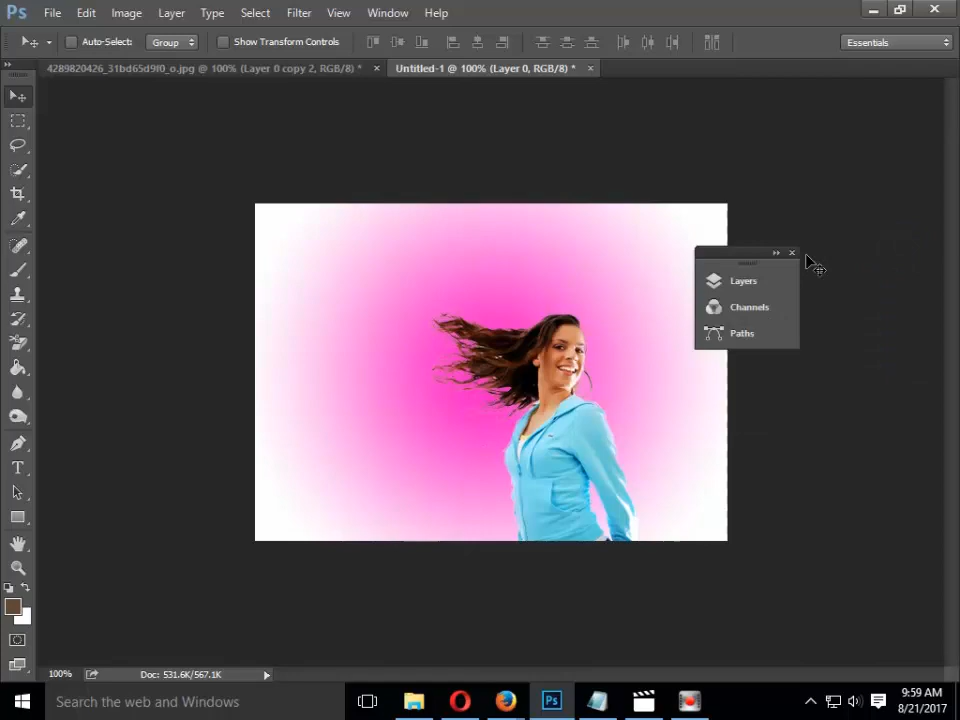 Ps File Edit Image Layer Type Select Filter View Window Help
Auto-Select: Group Show Transform Controls Essentials
4289820426_31bd65d9f0_o.jpg @ 100% (Layer 0 copy 2, RGB/8) * × Untitled-1 @ 100% (Layer 0, RGB/8) * ×
Layers
Channels
Paths
T
100% Doc: 531.6K/567.1K
Search the web and Windows Ps 9:59 AM
8/21/2017